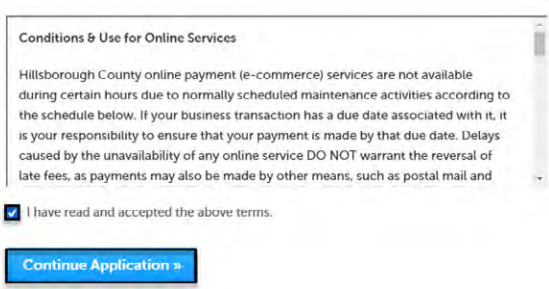 Conditions & Use for Online Services
Hillsborough County online payment (e-commerce) services are not available
during certain hours due to normally scheduled maintenance activities according to
the schedule below. If your business transaction has a due date associated with it, it
is your responsibility to ensure that your payment is made by that due date. Delays
caused by the unavailability of any online service DO NOT warrant the reversal of
late fees, as payments may also be made by other means, such as postal mail and
I have read and accepted the above terms.
Continue Application »